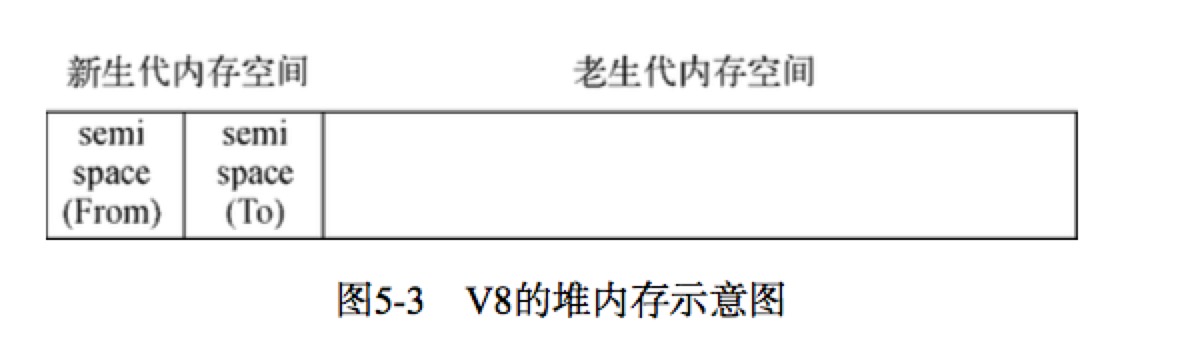 新生代内存空间 老生代内存空间
semi
space
(From)
semi
space
(To)
图5-3 V8的堆内存示意图